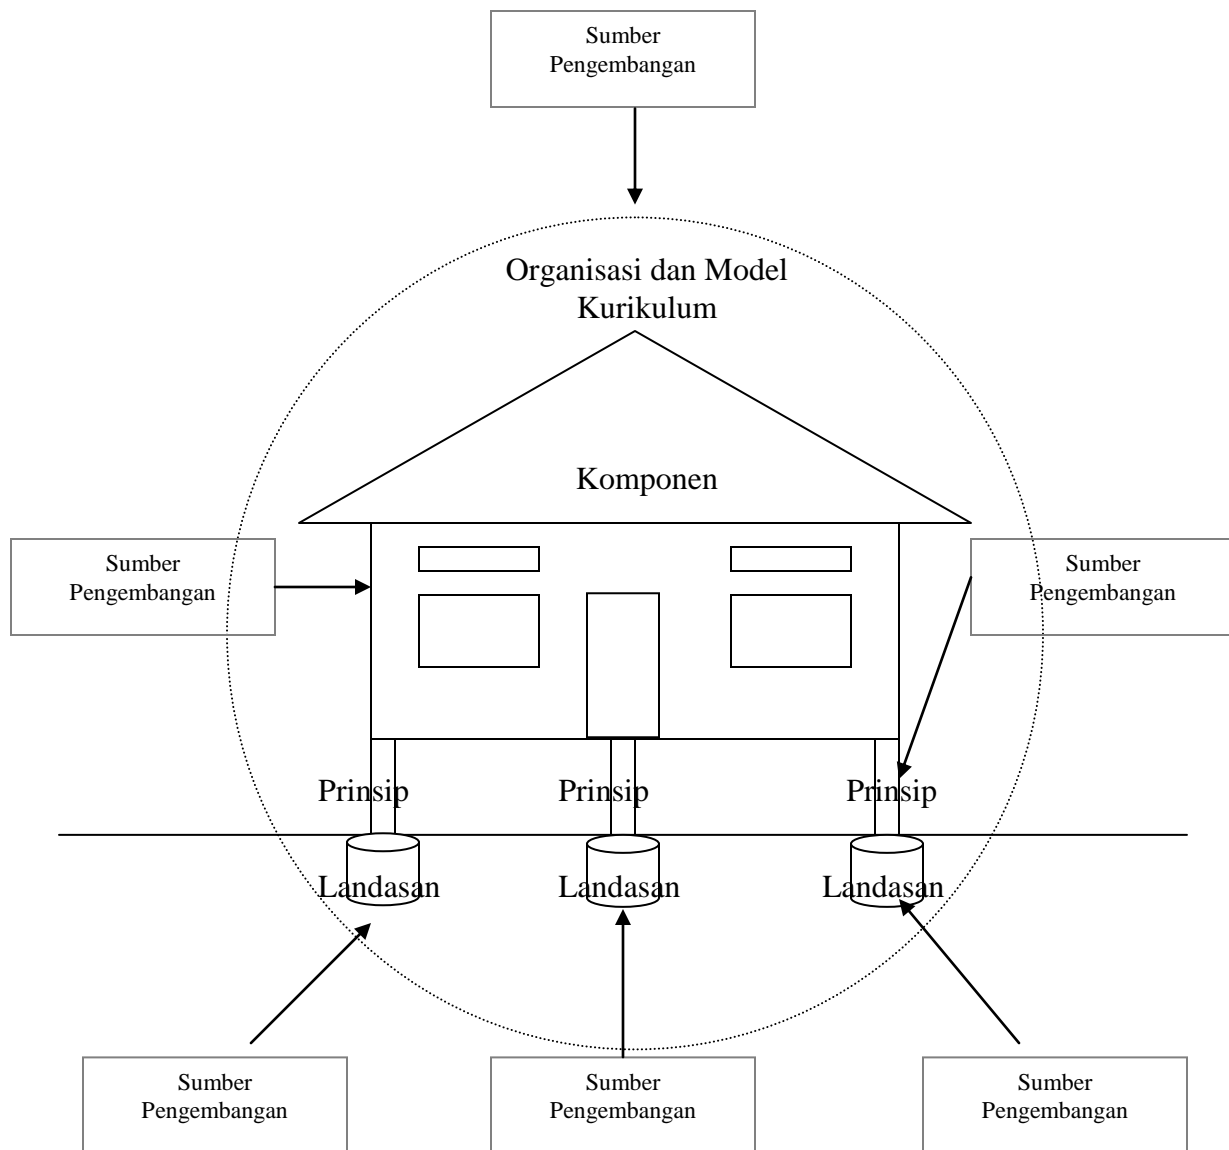 Sumber
Pengembangan
Organisasi dan Model
Kurikulum
Komponen
Sumber
Pengembangan
Sumber
Pengembangan
Prinsip
Prinsip
Prinsip
Landasan
Landasan
Landasan
Sumber
Pengembangan
Sumber
Pengembangan
Sumber
Pengembangan